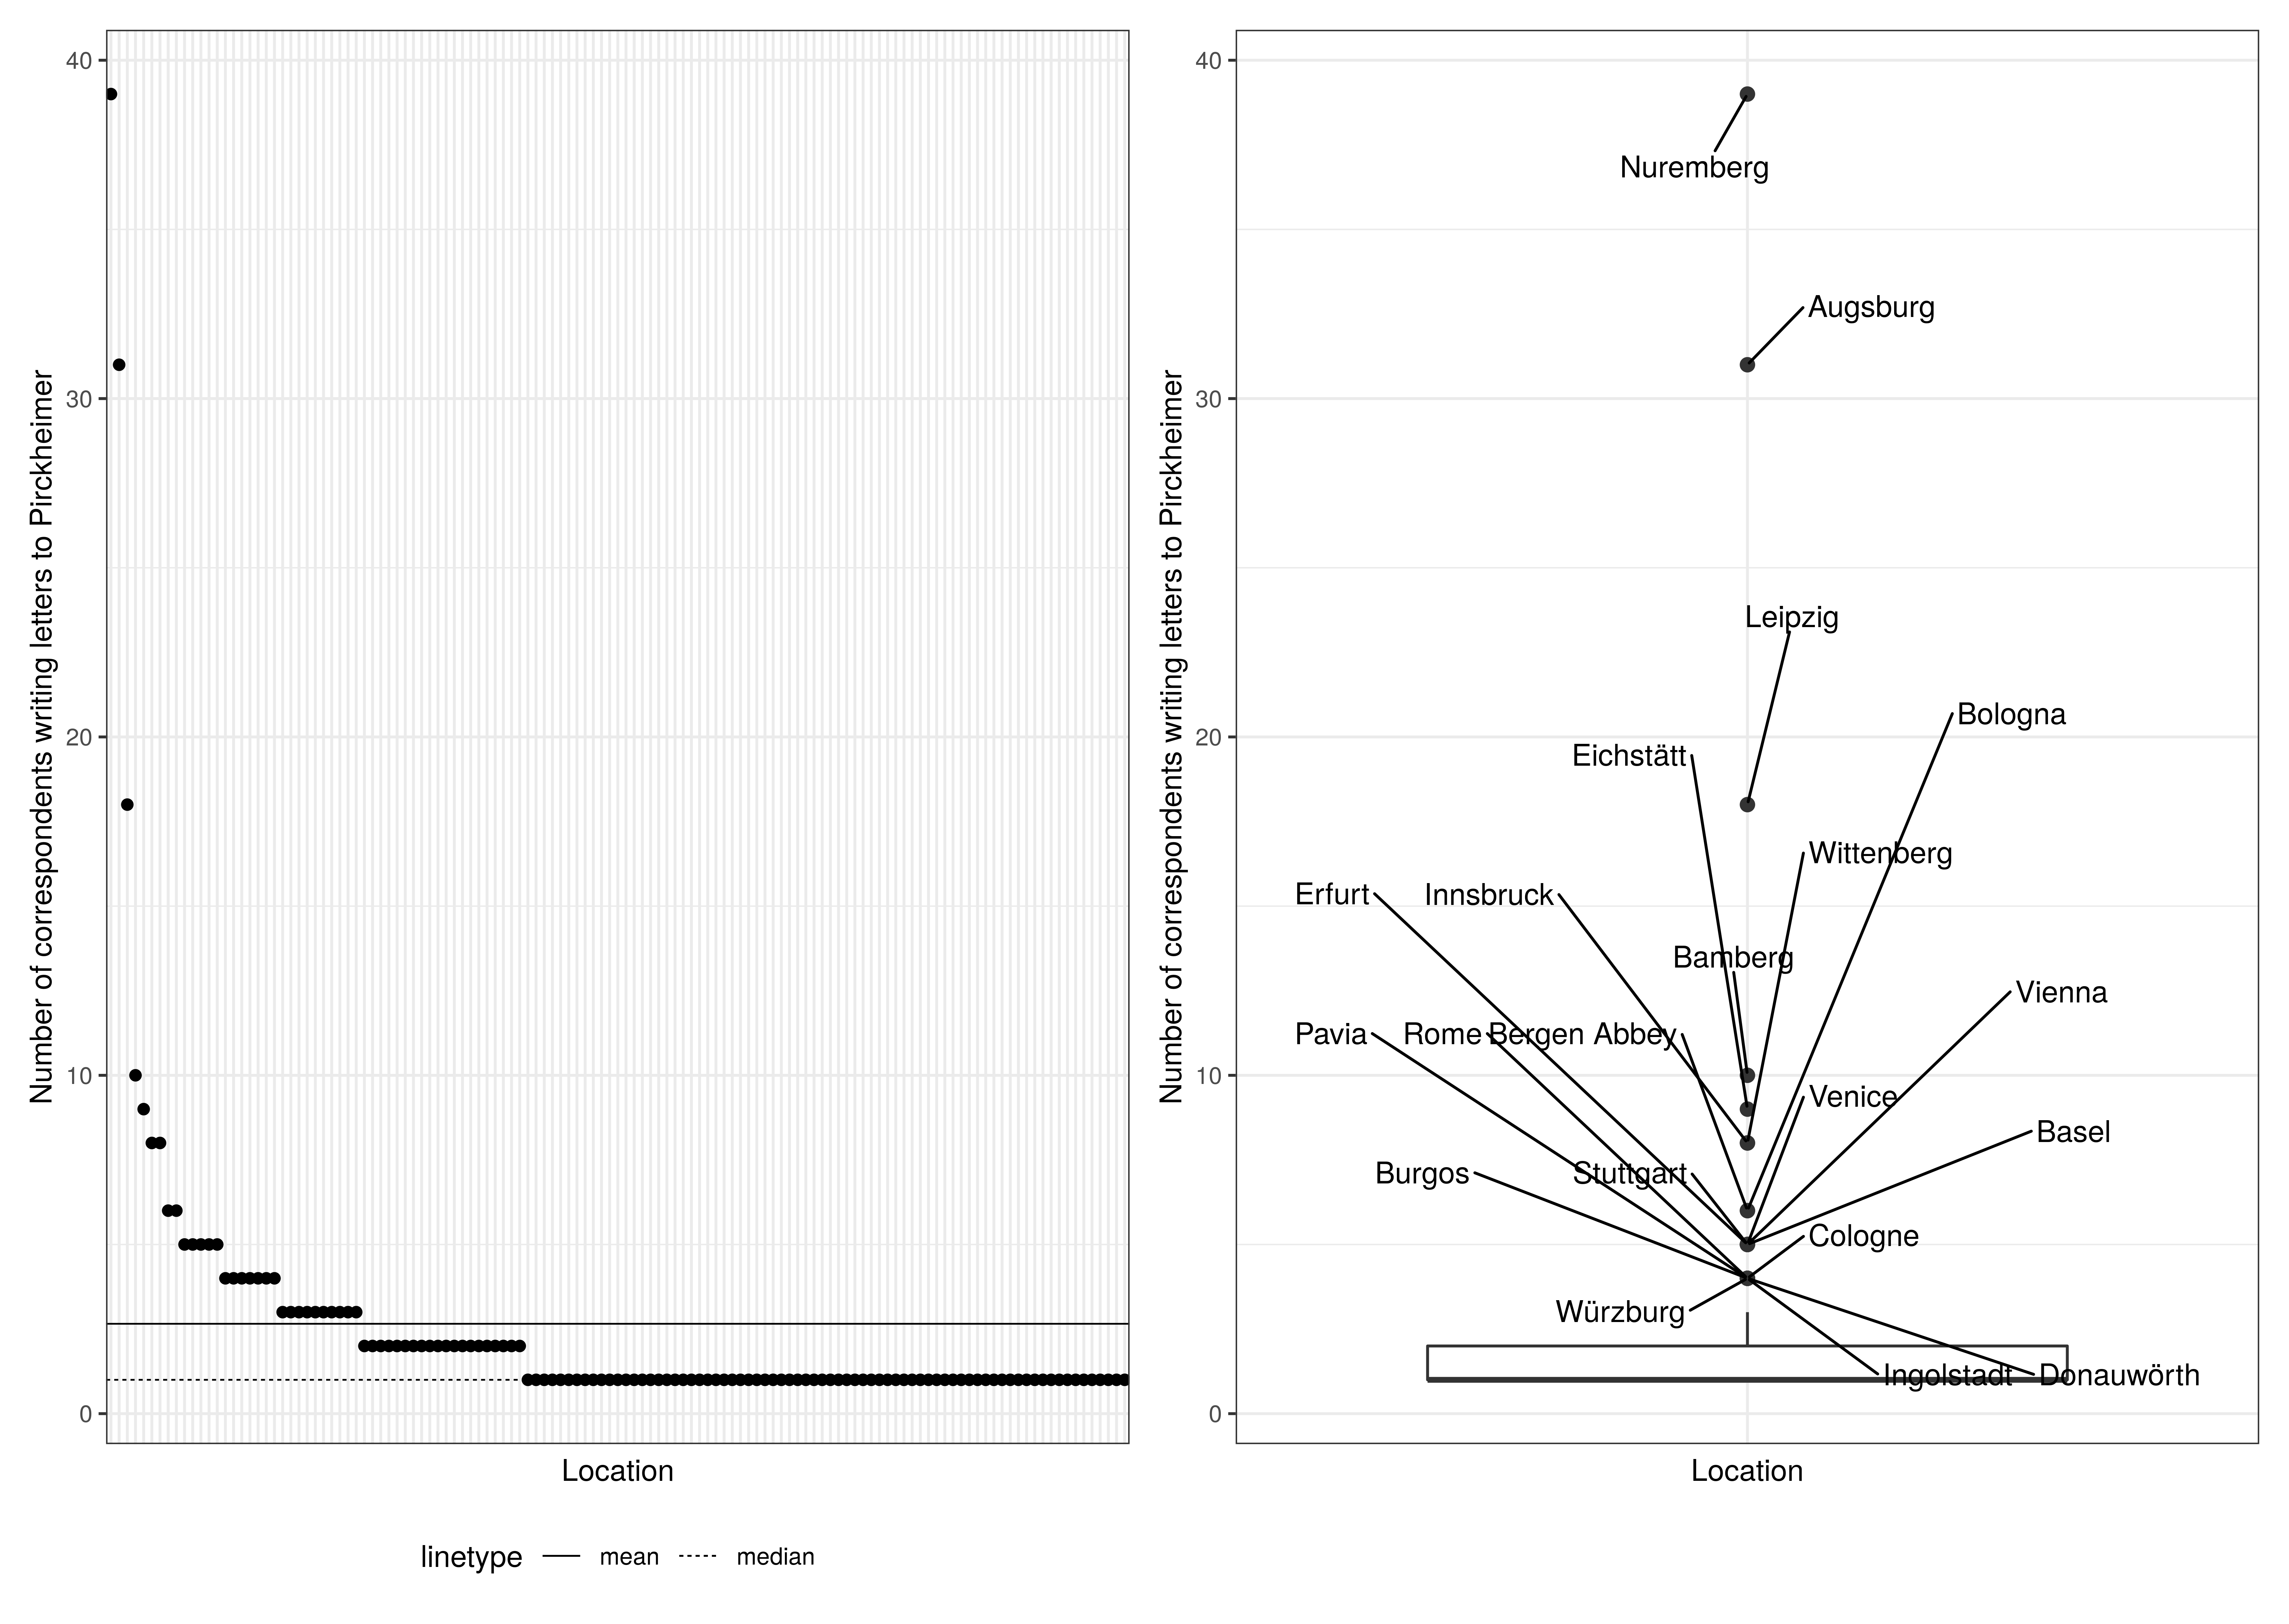 Number of correspondents writing letters to Pirckheimer
40
30
20
10
0
Location
linetype mean median
Number of correspondents writing letters to Pirckheimer
40
30
20
10
0
Nuremberg
Augsburg
Leipzig
Bologna
Eichstätt
Wittenberg
Erfurt Innsbruck
Bamberg
Vienna
Pavia Rome Bergen Abbey
Venice
Basel
Burgos Stuttgart
Cologne
Würzburg
Ingolstadt Donauwörth
Location